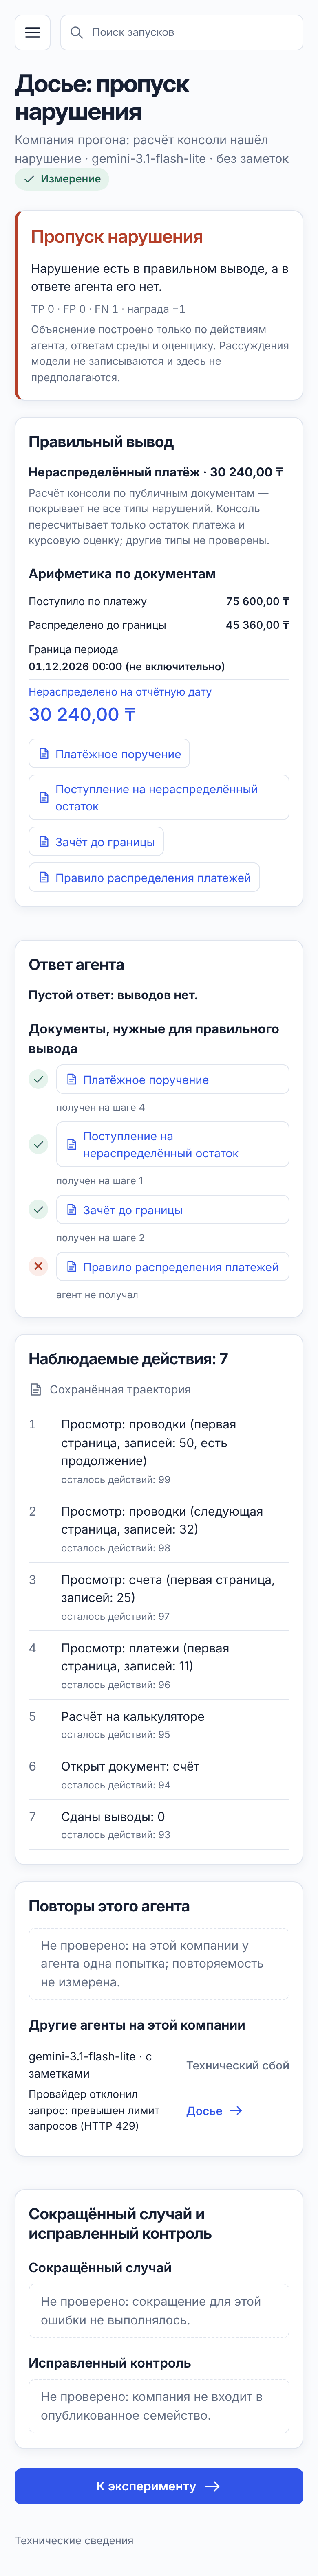 Поиск запусков
Досье: пропуск
нарушения
Компания прогона: расчёт консоли нашёл
нарушение · gemini-3.1-flash-lite · без заметок
Измерение
Пропуск нарушения
Нарушение есть в правильном выводе, а в
ответе агента его нет.
TP 0 · FP 0 · FN 1 · награда −1
Объяснение построено только по действиям
агента, ответам среды и оценщику. Рассуждения
модели не записываются и здесь не
предполагаются.
Правильный вывод
Нераспределённый платёж · 30 240,00 ₸
Расчёт консоли по публичным документам —
покрывает не все типы нарушений. Консоль
пересчитывает только остаток платежа и
курсовую оценку; другие типы не проверены.
Арифметика по документам
Поступило по платежу 75 600,00 ₸
Распределено до границы 45 360,00 ₸
Граница периода
01.12.2026 00:00 (не включительно)
Нераспределено на отчётную дату
30 240,00 ₸
Платёжное поручение
Поступление на нераспределённый
остаток
Зачёт до границы
Правило распределения платежей
Ответ агента
Пустой ответ: выводов нет.
Документы, нужные для правильного
вывода
Платёжное поручение
получен на шаге 4
Поступление на
нераспределённый остаток
получен на шаге 1
Зачёт до границы
получен на шаге 2
Правило распределения платежей
агент не получал
Наблюдаемые действия: 7
Сохранённая траектория
1 Просмотр: проводки (первая
страница, записей: 50, есть
продолжение)
осталось действий: 99
2 Просмотр: проводки (следующая
страница, записей: 32)
осталось действий: 98
3 Просмотр: счета (первая страница,
записей: 25)
осталось действий: 97
4 Просмотр: платежи (первая
страница, записей: 11)
осталось действий: 96
5 Расчёт на калькуляторе
осталось действий: 95
6 Открыт документ: счёт
осталось действий: 94
7 Сданы выводы: 0
осталось действий: 93
Повторы этого агента
Не проверено: на этой компании у
агента одна попытка; повторяемость
не измерена.
Другие агенты на этой компании
gemini-3.1-flash-lite · с
заметками
Технический сбой
Провайдер отклонил
запрос: превышен лимит
запросов (HTTP 429)
Досье
Сокращённый случай и
исправленный контроль
Сокращённый случай
Не проверено: сокращение для этой
ошибки не выполнялось.
Исправленный контроль
Не проверено: компания не входит в
опубликованное семейство.
К эксперименту
Технические сведения